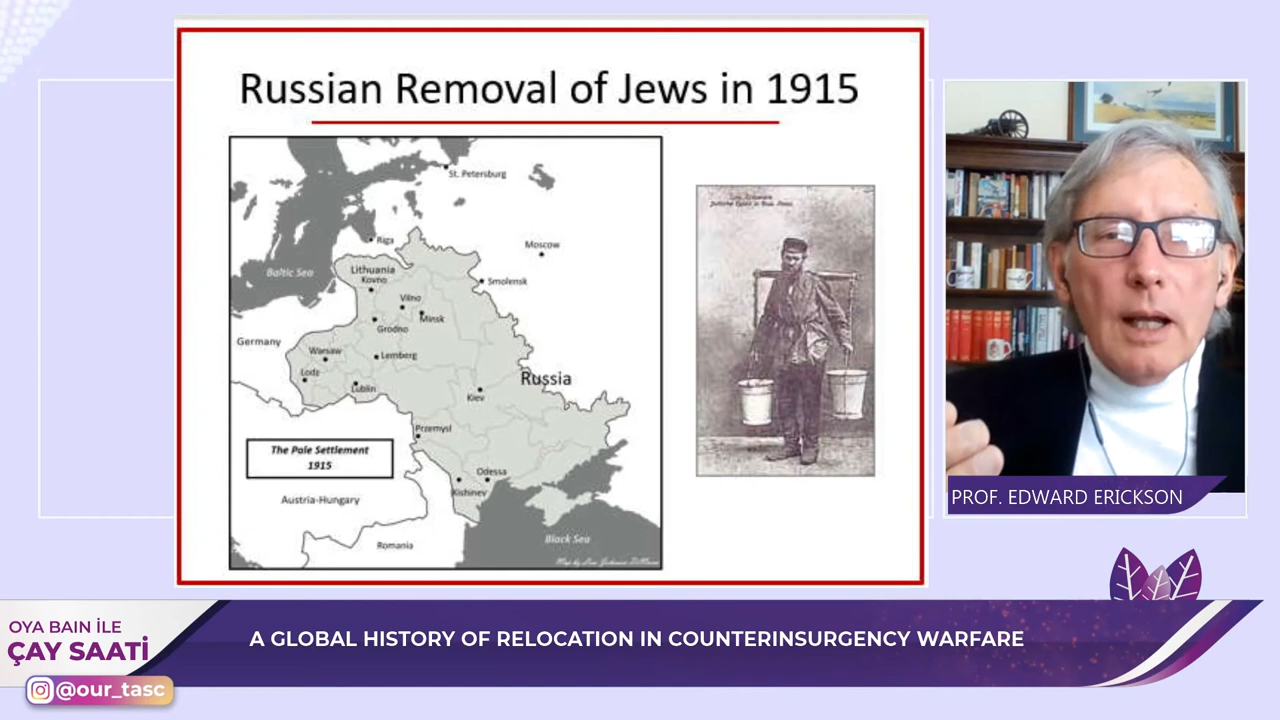 Russian Removal of Jews in 1915
St. Petersburg
Riga
Moscow
Baltic Sea
Lithuania
Kovno
Smolensk
Vilno
Minsk
Grodno
Germany
Warsaw
Lemberg
Lodz
Lublin
Russia
Kiev
Przemysl
The Pale Settlement
1915
Odessa
Kishinev
Austria-Hungary
Black Sea
Romania
PROF. EDWARD ERICKSON
OYA BAIN İLE
ÇAY SAATİ
A GLOBAL HISTORY OF RELOCATION IN COUNTERINSURGENCY WARFARE
@our_tasc